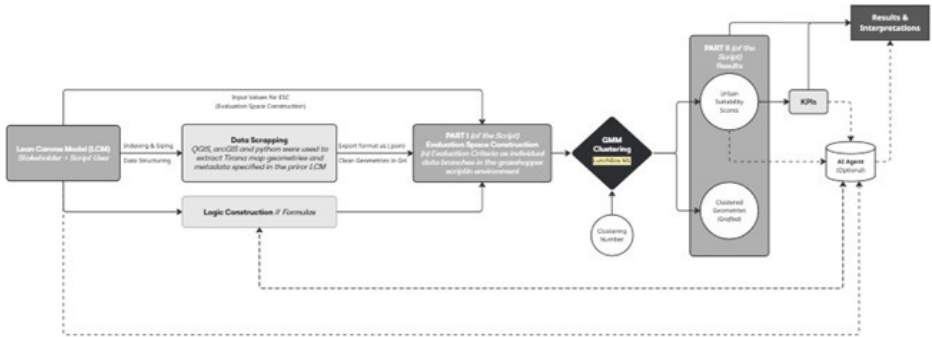 Results &
Interpretations
PART II (of the
Script)
Results
Input Values for ESC
(Evaluation Space Construction)
Urban
Suitability
Scores
KPIs
Lean Canvas Model (LCM)
Stakeholder + Script User
Indexing & Sizing
Data Structuring
Data Scrapping
QGIS, arcGIS and python were used to
extract Tirana map geometries and
metadata specified in the priror LCM
Export format as (.json)
Clean Geometries in GH
PART I (of the Script)
Evaluation Space Construction
(n) Evaluation Criteria as individual
data branches in the grasshopper
scriptin environment
GMM
Clustering
LunchBox ML
AI Agent
(Optional)
Logic Construction // Formulas
Clustered
Geometries
(Grafted)
Clustering
Number